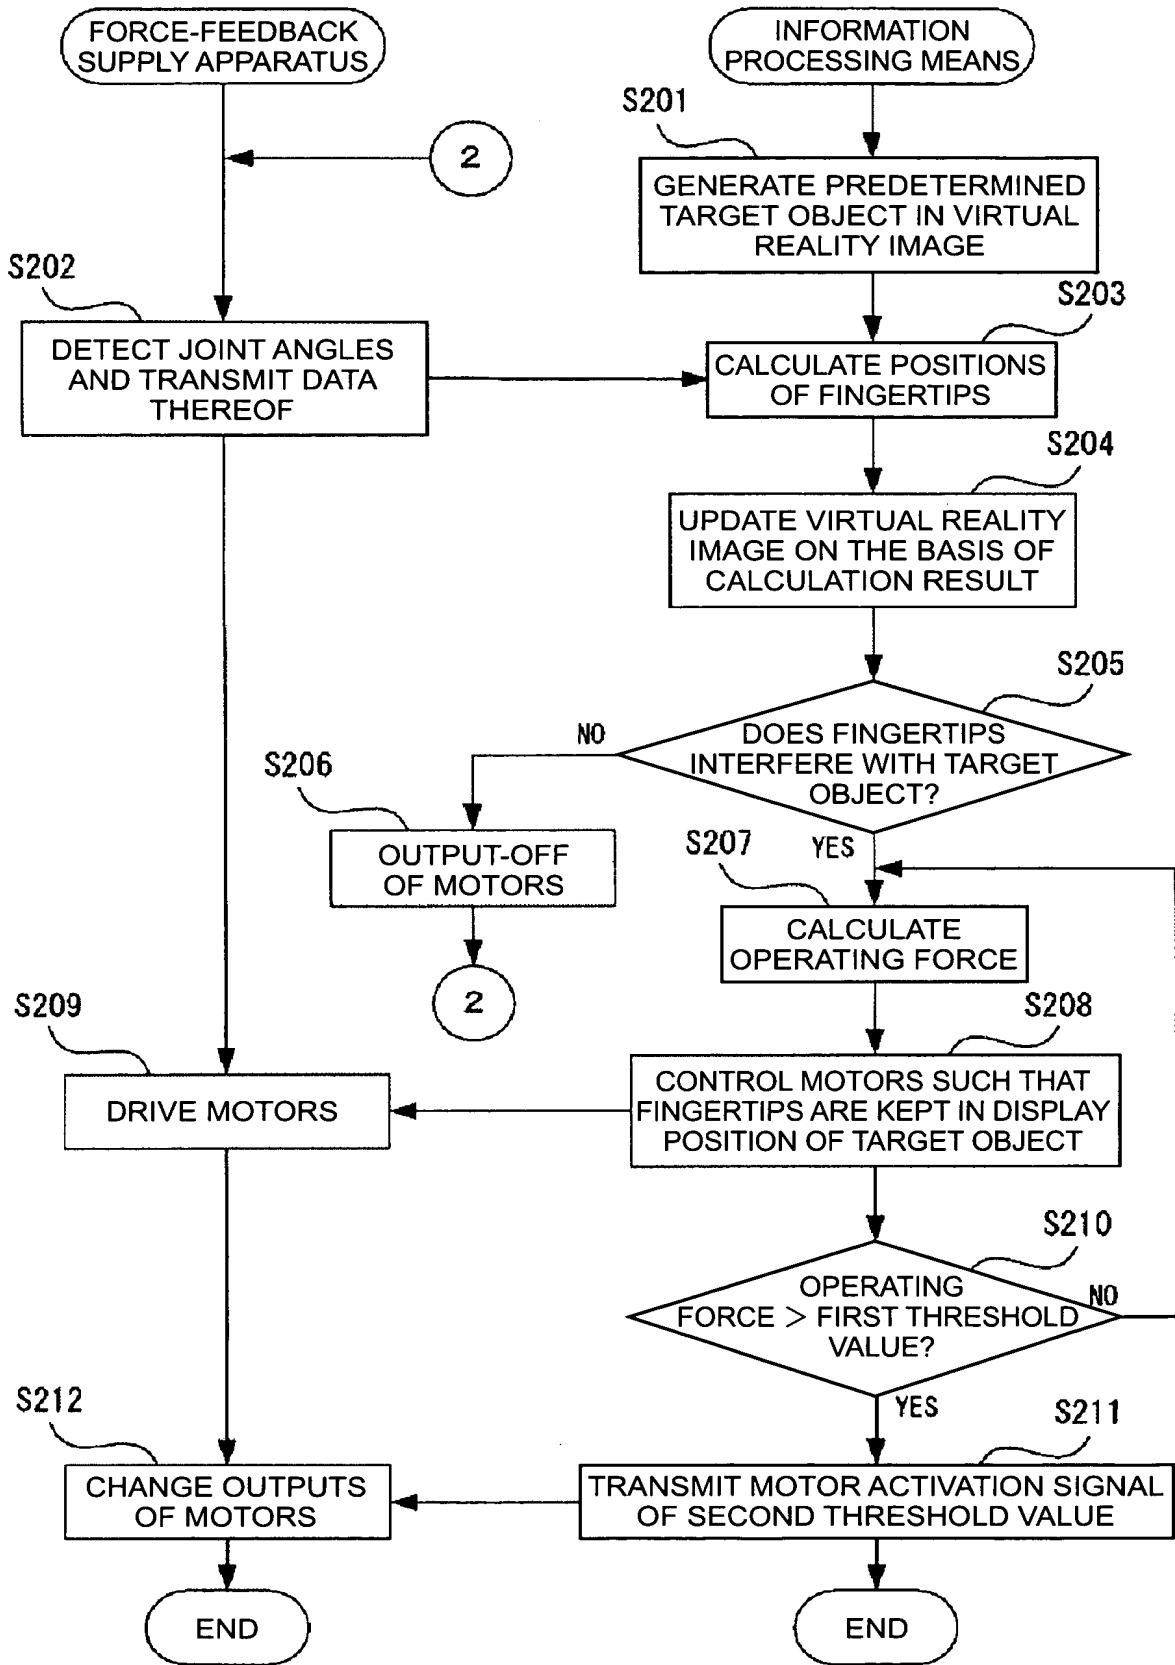 FORCE-FEEDBACK
SUPPLY APPARATUS
INFORMATION
PROCESSING MEANS
S201
2
GENERATE PREDETERMINED
TARGET OBJECT IN VIRTUAL
REALITY IMAGE
S202
S203
DETECT JOINT ANGLES
AND TRANSMIT DATA
THEREOF
CALCULATE POSITIONS
OF FINGERTIPS
S204
UPDATE VIRTUAL REALITY
IMAGE ON THE BASIS OF
CALCULATION RESULT
S205
NO
DOES FINGERTIPS
INTERFERE WITH TARGET
OBJECT?
S206
YES
OUTPUT-OFF
OF MOTORS
S207
CALCULATE
OPERATING FORCE
2
S209
S208
DRIVE MOTORS
CONTROL MOTORS SUCH THAT
FINGERTIPS ARE KEPT IN DISPLAY
POSITION OF TARGET OBJECT
S210
OPERATING
FORCE > FIRST THRESHOLD
VALUE?
NO
YES
S212
S211
CHANGE OUTPUTS
OF MOTORS
TRANSMIT MOTOR ACTIVATION SIGNAL
OF SECOND THRESHOLD VALUE
END
END